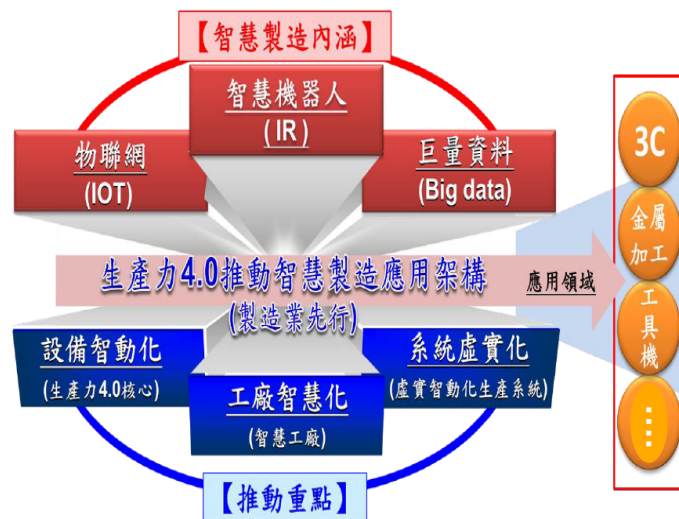 【智慧製造內涵】
智慧機器人
(IR)
物聯網
(IOT)
巨量資料
(Big data)
生產力4.0推動智慧製造應用架構
(製造業先行)
應用領域
3C
金屬
加工
工具
機
⋮
設備智動化
(生產力4.0核心)
工廠智慧化
(智慧工廠)
系統虛實化
(虛實智動化生產系統)
【推動重點】